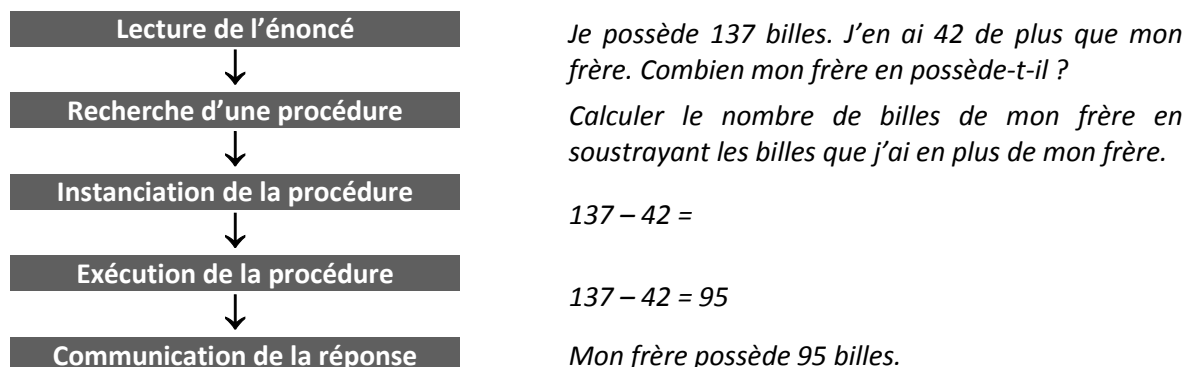 Lecture de l'énoncé
Je possède 137 billes. J'en ai 42 de plus que mon
frère. Combien mon frère en possède-t-il ?
Recherche d'une procédure
Calculer le nombre de billes de mon frère en
soustrayant les billes que j'ai en plus de mon frère.
Instanciation de la procédure
137 – 42 =
Exécution de la procédure
137 – 42 = 95
Communication de la réponse
Mon frère possède 95 billes.